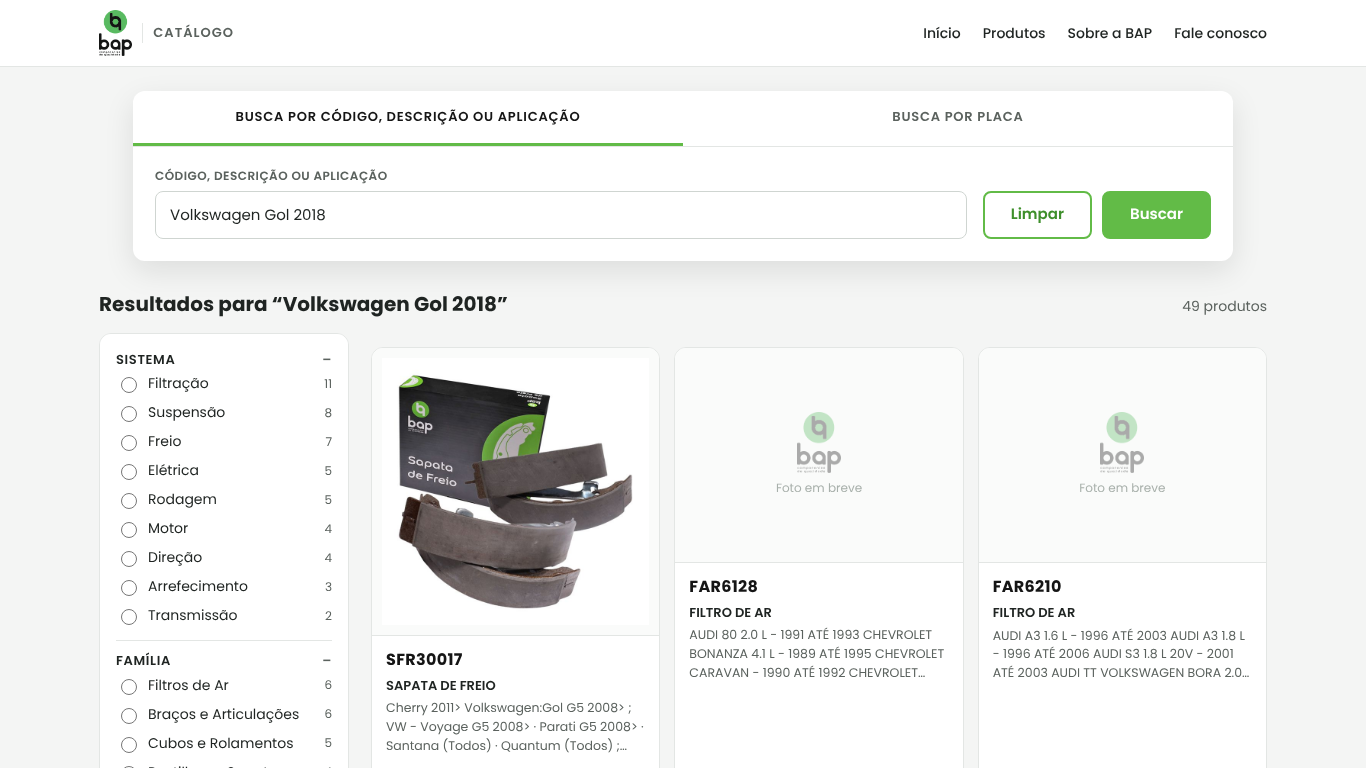 bap
CATÁLOGO
Início
Produtos
Sobre a BAP
Fale conosco
BUSCA POR CÓDIGO, DESCRIÇÃO OU APLICAÇÃO
BUSCA POR PLACA
CÓDIGO, DESCRIÇÃO OU APLICAÇÃO
Volkswagen Gol 2018
Limpar
Buscar
Resultados para “Volkswagen Gol 2018”
49 produtos
SISTEMA
–
Filtração 11
Suspensão 8
Freio 7
Elétrica 5
Rodagem 5
Motor 4
Direção 4
Arrefecimento 3
Transmissão 2
FAMÍLIA
–
Filtros de Ar 6
Braços e Articulações 6
Cubos e Rolamentos 5
bap
Sapata
de Freio
SFR30017
SAPATA DE FREIO
Cherry 2011> Volkswagen:Gol G5 2008> ;
VW - Voyage G5 2008> · Parati G5 2008> ·
Santana (Todos) · Quantum (Todos) ;…
bap
Foto em breve
FAR6128
FILTRO DE AR
AUDI 80 2.0 L - 1991 ATÉ 1993 CHEVROLET
BONANZA 4.1 L - 1989 ATÉ 1995 CHEVROLET
CARAVAN - 1990 ATÉ 1992 CHEVROLET…
bap
Foto em breve
FAR6210
FILTRO DE AR
AUDI A3 1.6 L - 1996 ATÉ 2003 AUDI A3 1.8 L
- 1996 ATÉ 2006 AUDI S3 1.8 L 20V - 2001
ATÉ 2003 AUDI TT VOLKSWAGEN BORA 2.0…